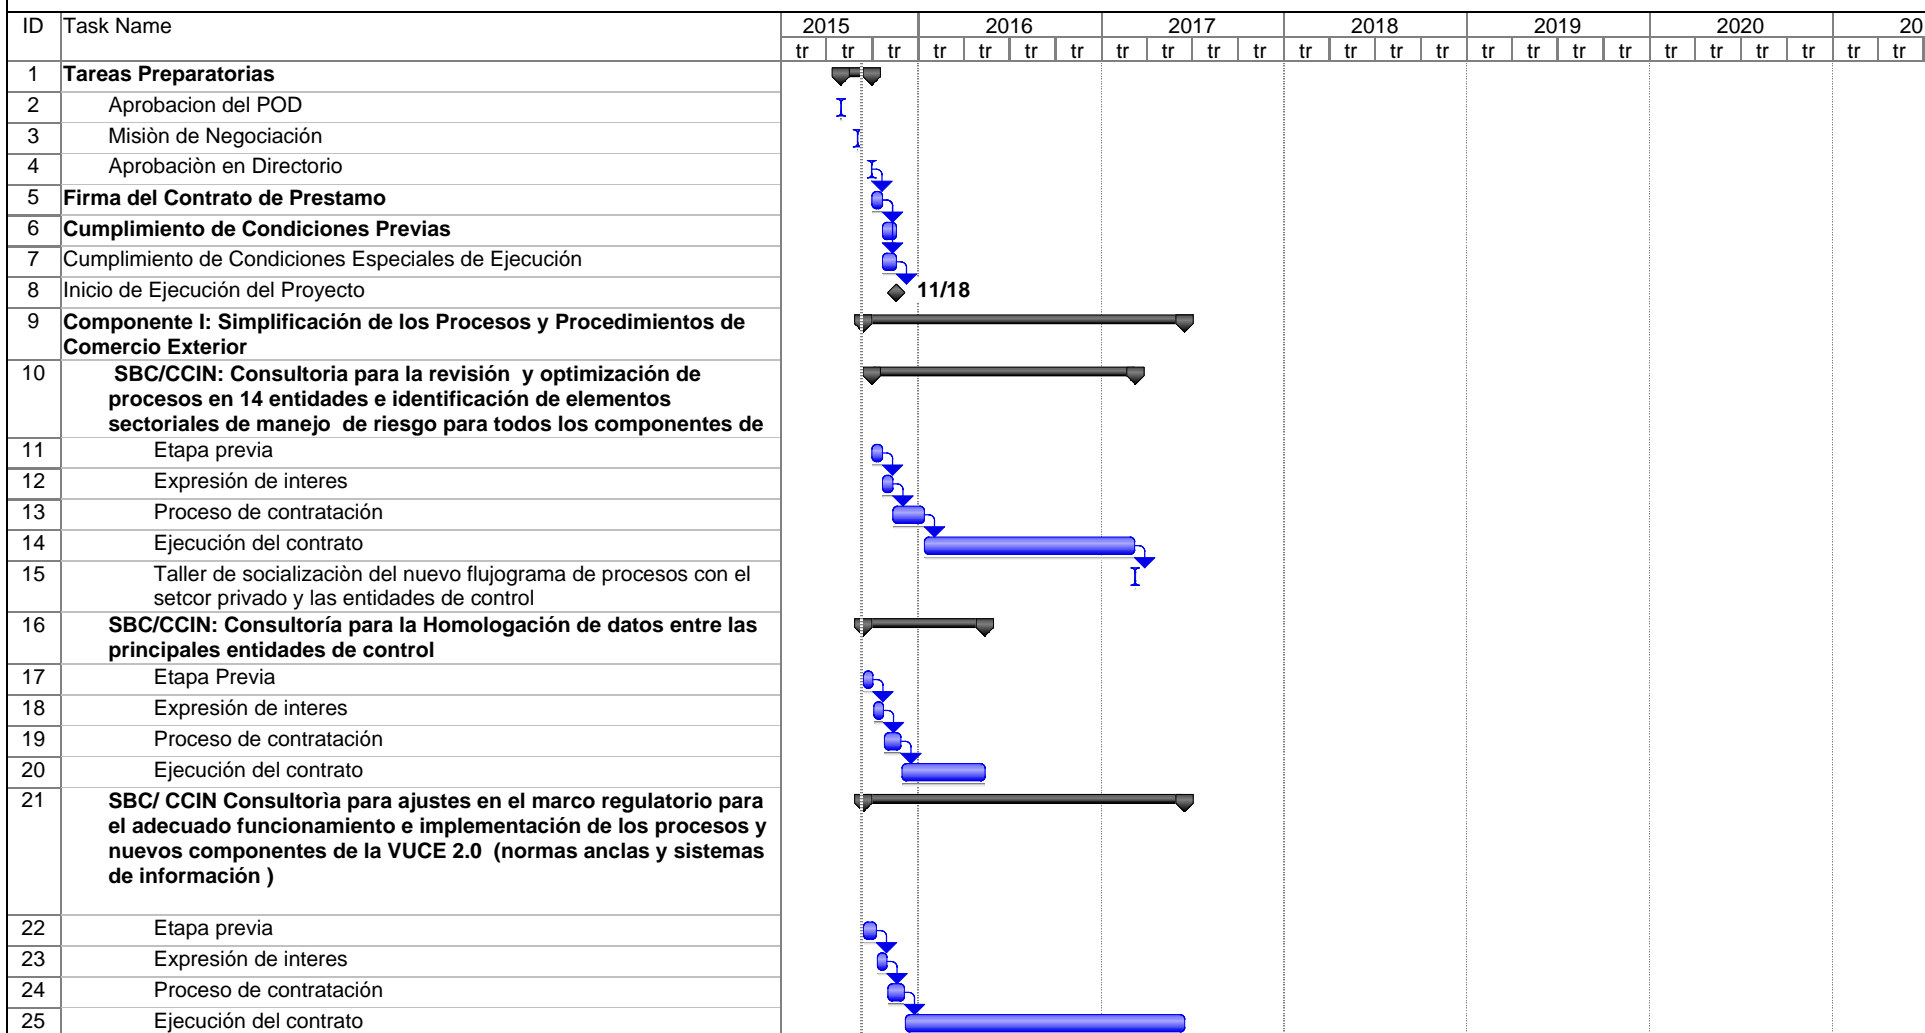 ID Task Name 2015 2016 2017 2018 2019 2020 20
tr tr tr tr tr tr tr tr tr tr tr tr tr tr tr tr tr tr tr tr tr
1 Tareas Preparatorias
2 Aprobacion del POD
3 Misiòn de Negociación
4 Aprobaciòn en Directorio
5 Firma del Contrato de Prestamo
6 Cumplimiento de Condiciones Previas
7 Cumplimiento de Condiciones Especiales de Ejecución
8 Inicio de Ejecución del Proyecto 11/18
9 Componente I: Simplificación de los Procesos y Procedimientos de
Comercio Exterior
10 SBC/CCIN: Consultoria para la revisión y optimización de
procesos en 14 entidades e identificación de elementos
sectoriales de manejo de riesgo para todos los componentes de
11 Etapa previa
12 Expresión de interes
13 Proceso de contratación
14 Ejecución del contrato
15 Taller de socializaciòn del nuevo flujograma de procesos con el
setcor privado y las entidades de control
16 SBC/CCIN: Consultoría para la Homologación de datos entre las
principales entidades de control
17 Etapa Previa
18 Expresión de interes
19 Proceso de contratación
20 Ejecución del contrato
21 SBC/ CCIN Consultorìa para ajustes en el marco regulatorio para
el adecuado funcionamiento e implementación de los procesos y
nuevos componentes de la VUCE 2.0 (normas anclas y sistemas
de información )
22 Etapa previa
23 Expresión de interes
24 Proceso de contratación
25 Ejecución del contrato